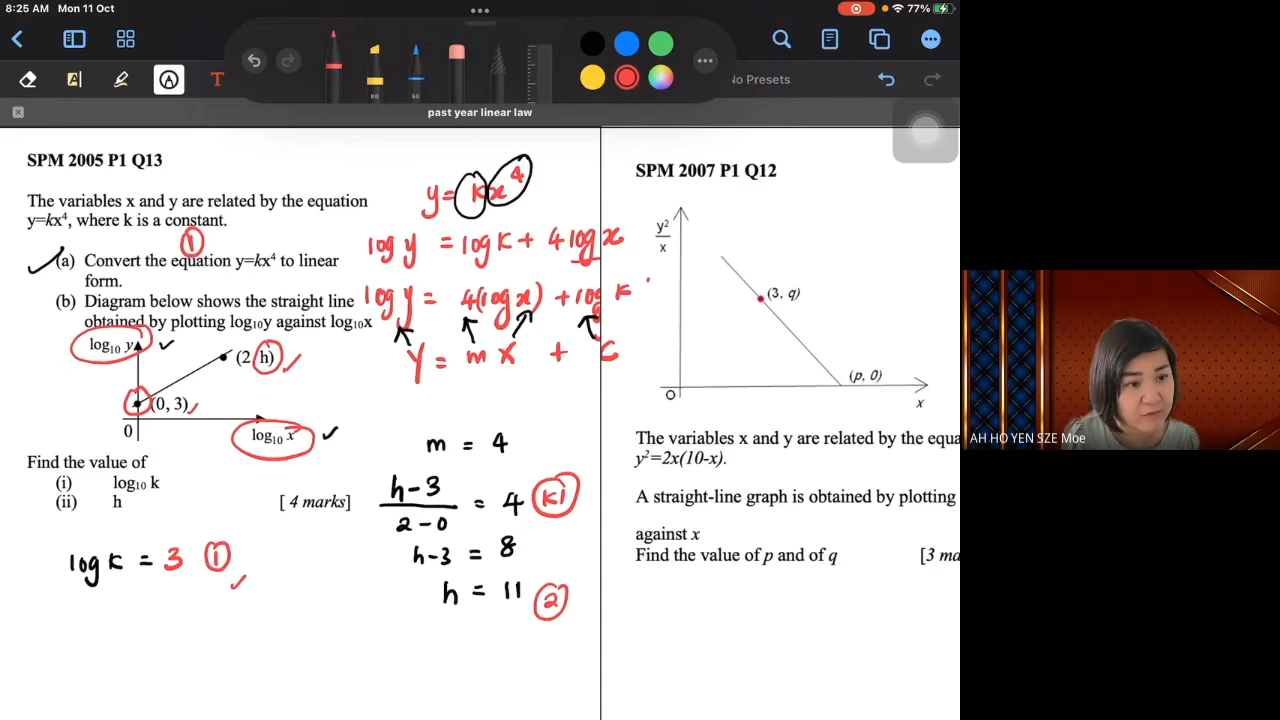 8:25 AM Mon 11 Oct
77%
80
50
No Presets
T
past year linear law
SPM 2005 P1 Q13
The variables x and y are related by the equation
y=kx⁴, where k is a constant.
①
(a) Convert the equation y=kx⁴ to linear
form.
(b) Diagram below shows the straight line
obtained by plotting log₁₀y against log₁₀x
log₁₀ y
(2, h)
(0, 3)
0
log₁₀ x
Find the value of
(i) log₁₀ k
(ii) h [ 4 marks]
log k = 3 ①
y = kx⁴
log y = log k + 4 log x
log y = 4(log x) + log k
Y = m X + c
m = 4
h-3 / 2-0 = 4 K1
h-3 = 8
h = 11 ②
SPM 2007 P1 Q12
y²/x
(3, q)
(p, 0)
O
x
The variables x and y are related by the equa
y²=2x(10-x).
A straight-line graph is obtained by plotting
against x
Find the value of p and of q [3 ma
AH HO YEN SZE Moe